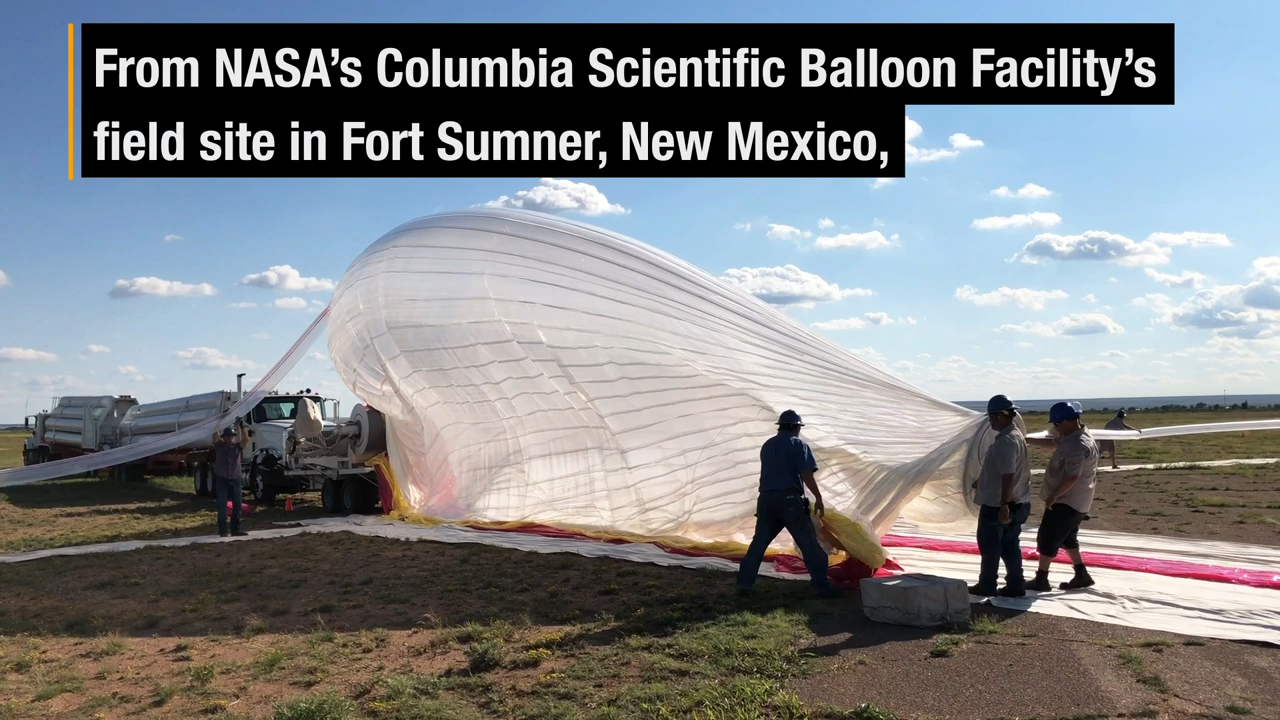 From NASA’s Columbia Scientific Balloon Facility’s
field site in Fort Sumner, New Mexico,